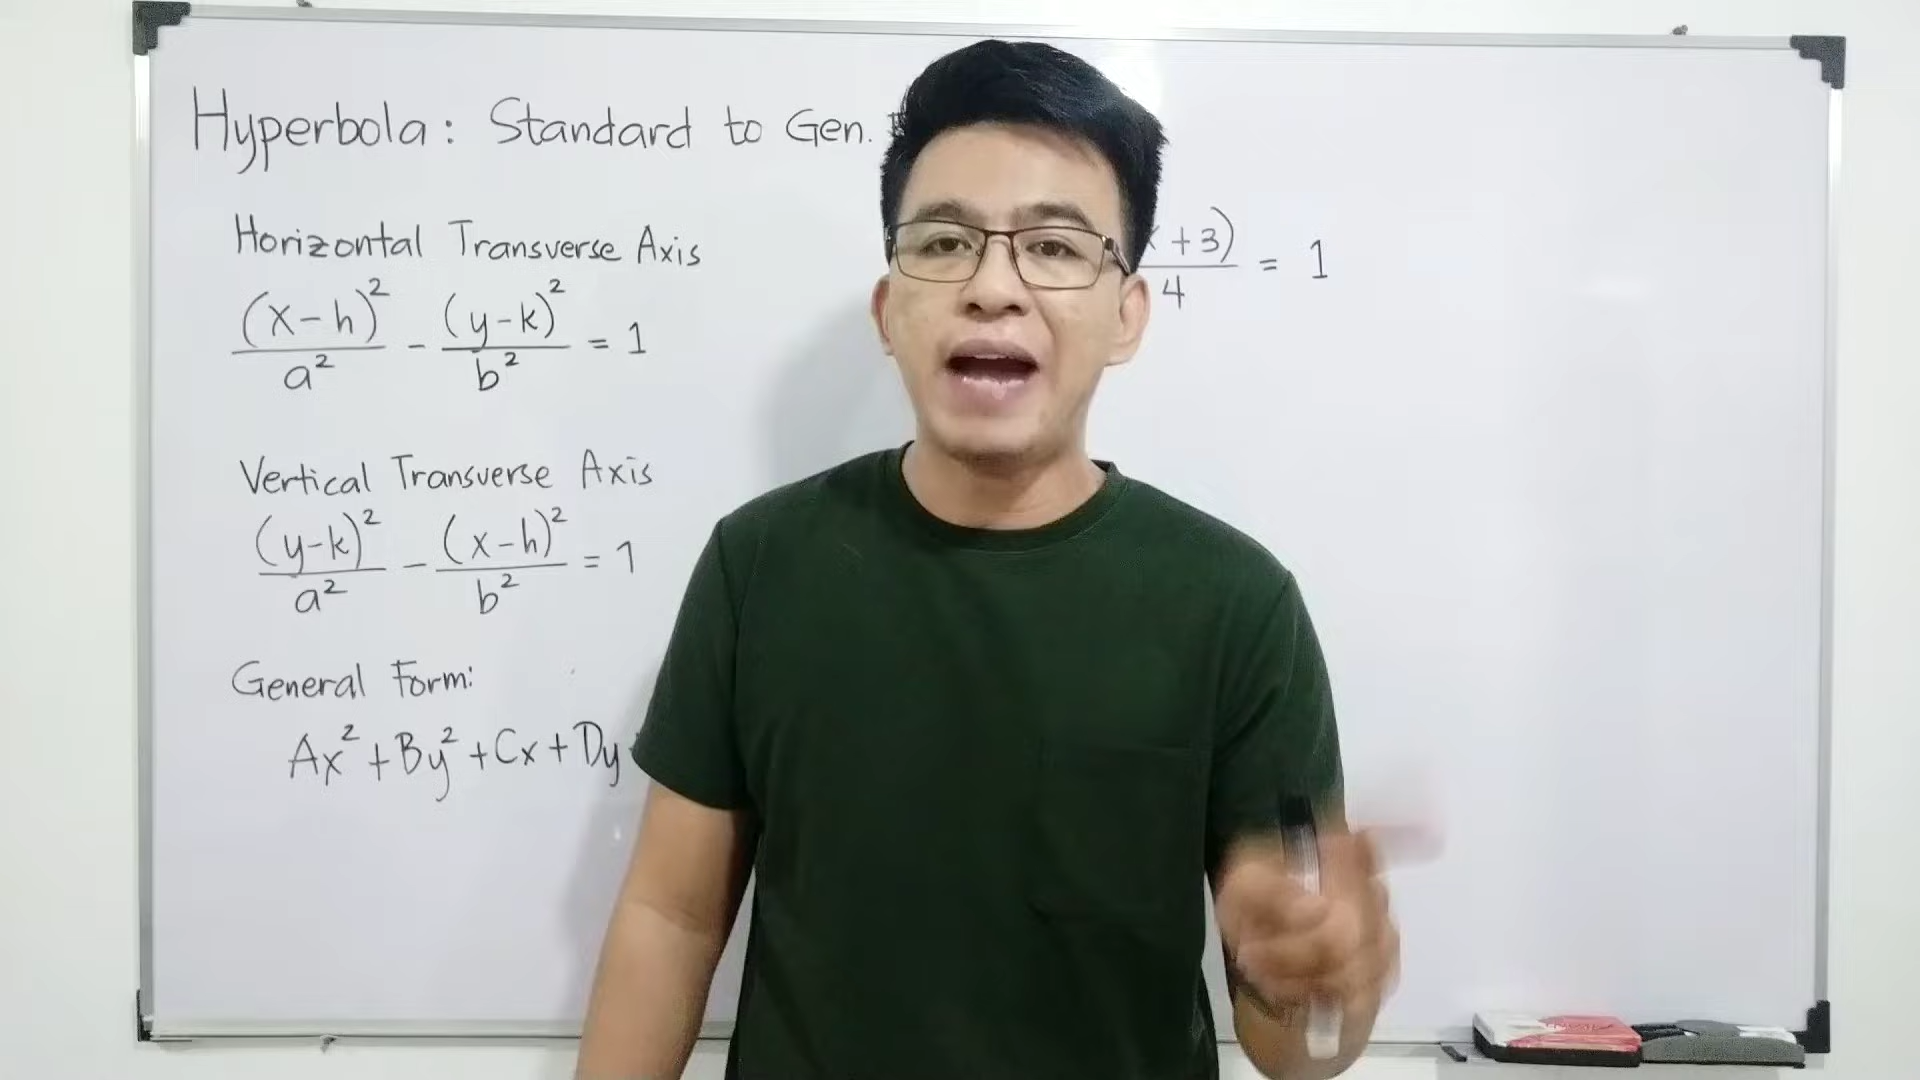 Hyperbola: Standard to Gen.
Horizontal Transverse Axis
(x-h)² / a² - (y-k)² / b² = 1
Vertical Transverse Axis
(y-k)² / a² - (x-h)² / b² = 1
General Form:
Ax² + By² + Cx + Dy
+3) / 4 = 1